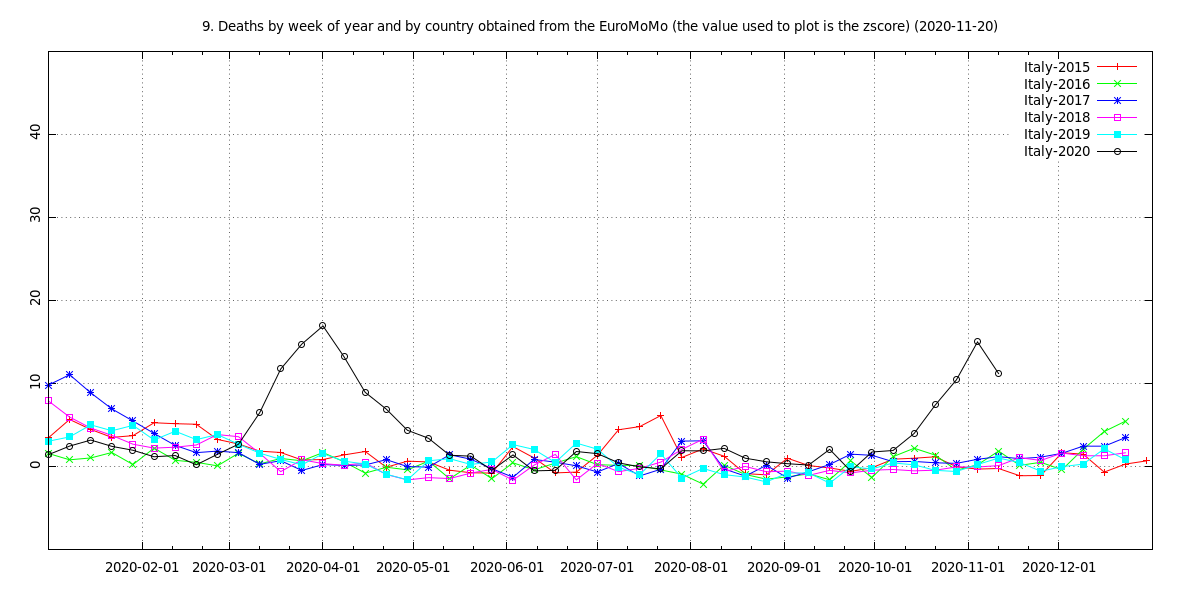 9. Deaths by week of year and by country obtained from the EuroMoMo (the value used to plot is the zscore) (2020-11-20)
Italy-2015
Italy-2016
Italy-2017
Italy-2018
Italy-2019
Italy-2020
40
30
20
10
0
2020-02-01 2020-03-01 2020-04-01 2020-05-01 2020-06-01 2020-07-01 2020-08-01 2020-09-01 2020-10-01 2020-11-01 2020-12-01